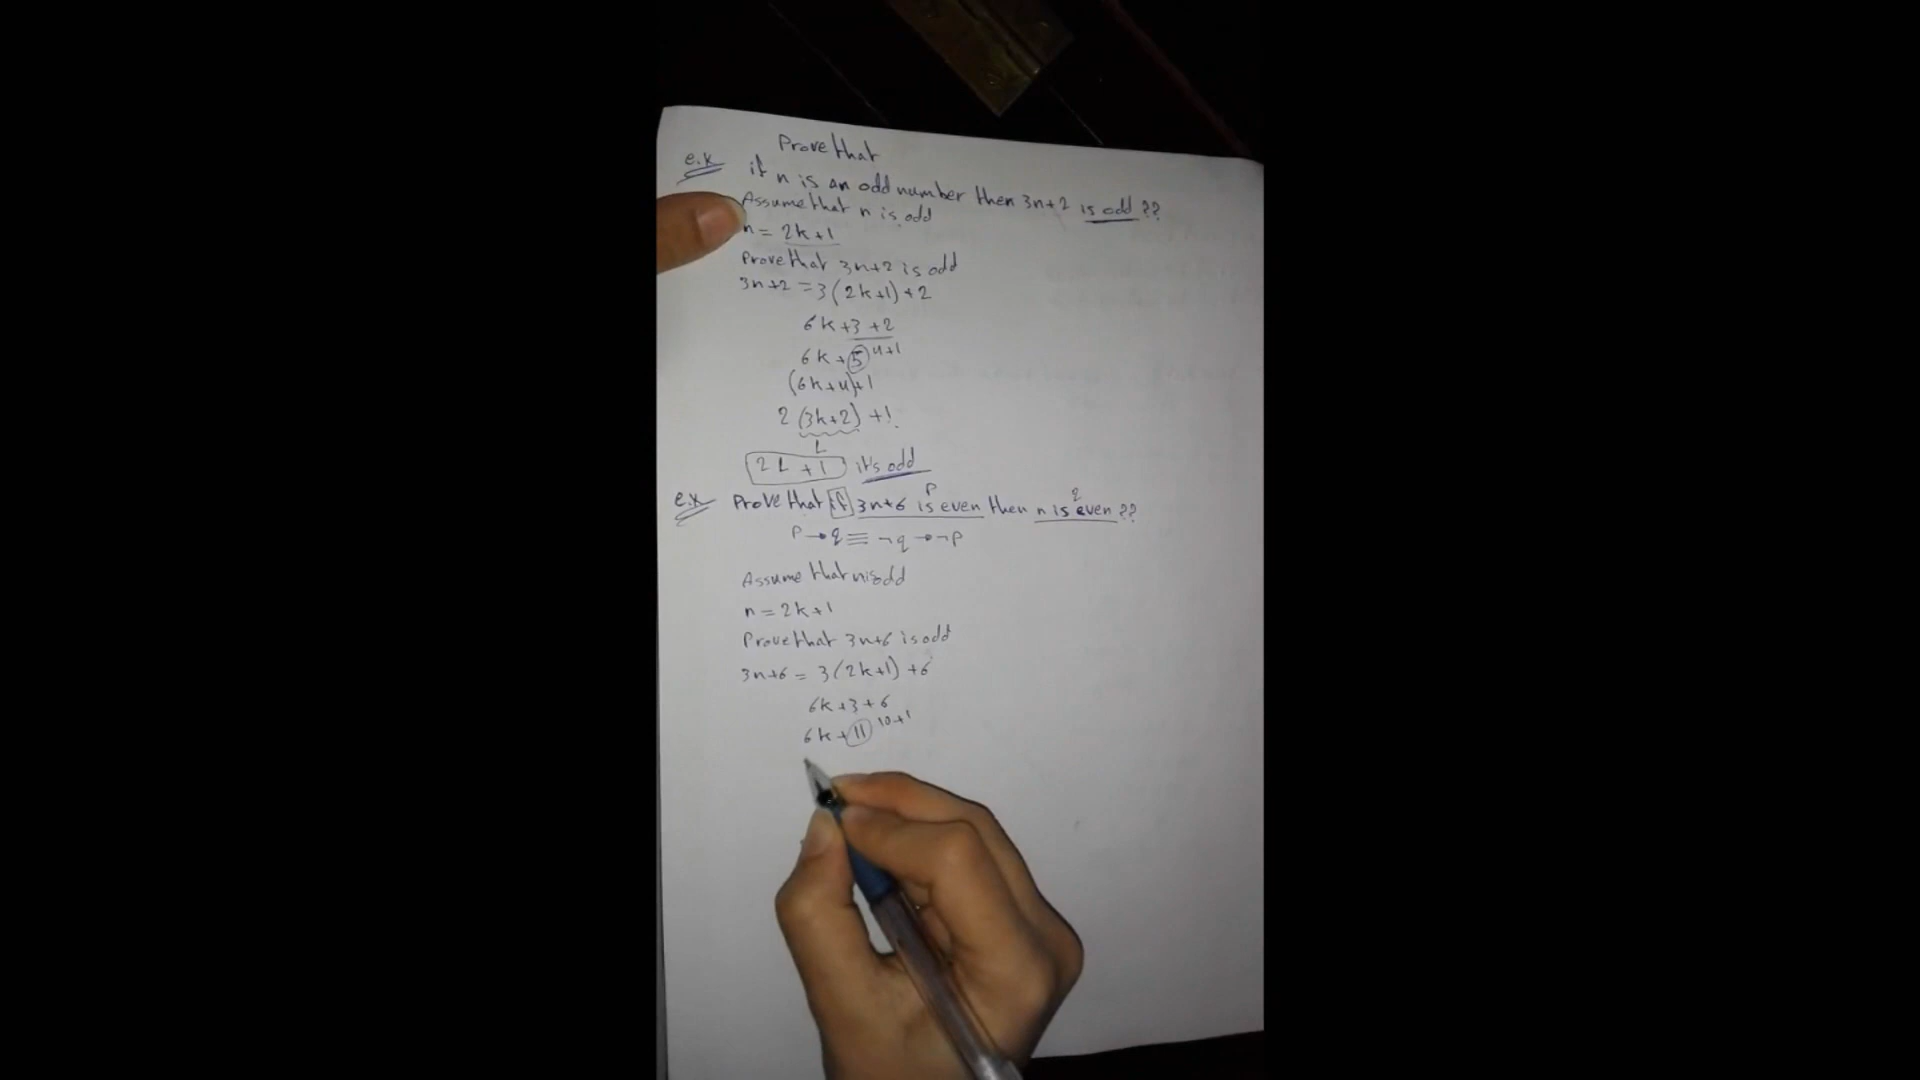 Prove that
e.x if n is an odd number then 3n+2 is odd ??
Assume that n is odd
n = 2k+1
Prove that 3n+2 is odd
3n+2 = 3(2k+1)+2
6k+3+2
6k+5 4+1
(6k+4)+1
2(3k+2)+1
L
2L+1 it's odd
e.x Prove that if 3n+6 is even then n is even ??
P q
P→q≡¬q→¬P
Assume that n is odd
n = 2k+1
Prove that 3n+6 is odd
3n+6 = 3(2k+1)+6
6k+3+6
6k+11 10+1